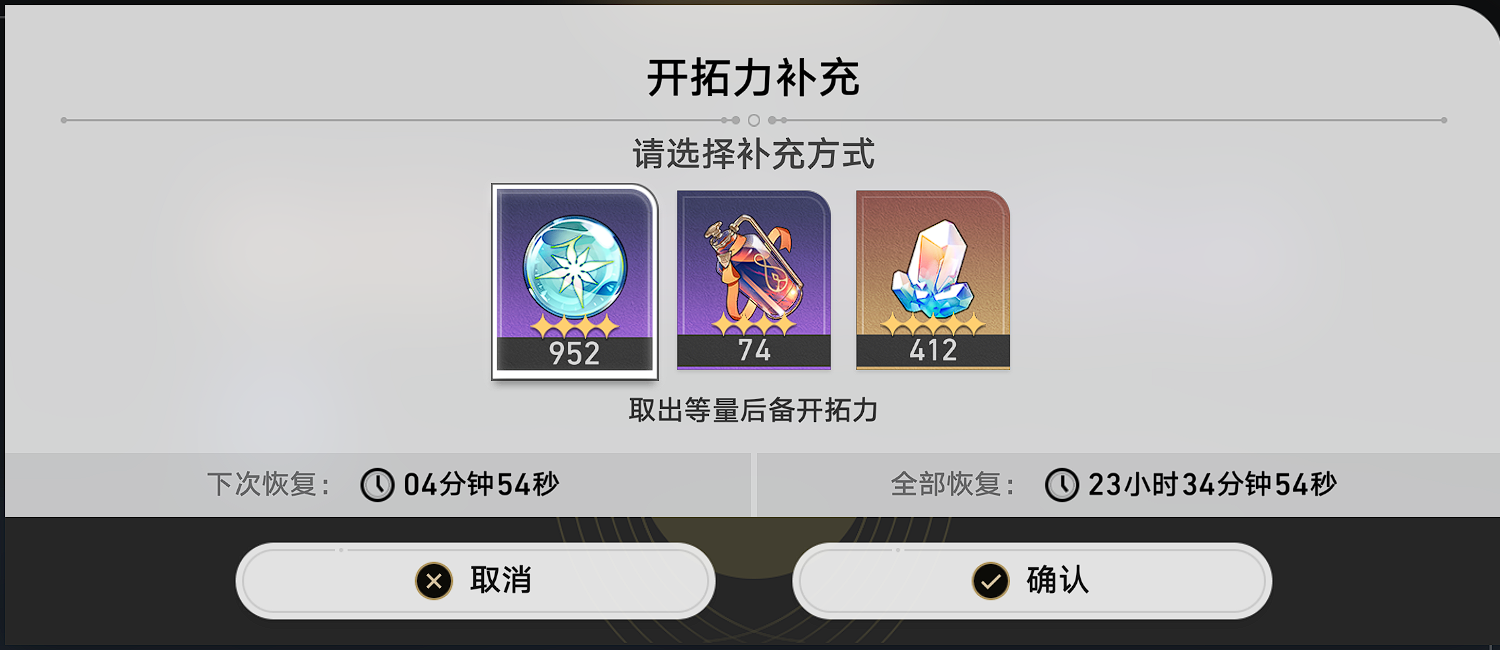 开拓力补充
请选择补充方式
952 74 412
取出等量后备开拓力
下次恢复: 04分钟54秒 全部恢复: 23小时34分钟54秒
取消 确认